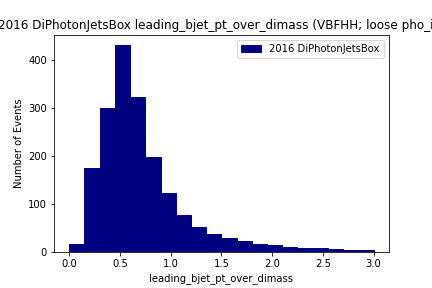 2016 DiPhotonJetsBox leading_bjet_pt_over_dimass (VBFHH; loose
2016 DiPhotonJetsBox
Number of Events
400
300
200
100
0
0.0 0.5 1.0 1.5 2.0 2.5 3.0
leading_bjet_pt_over_dimass